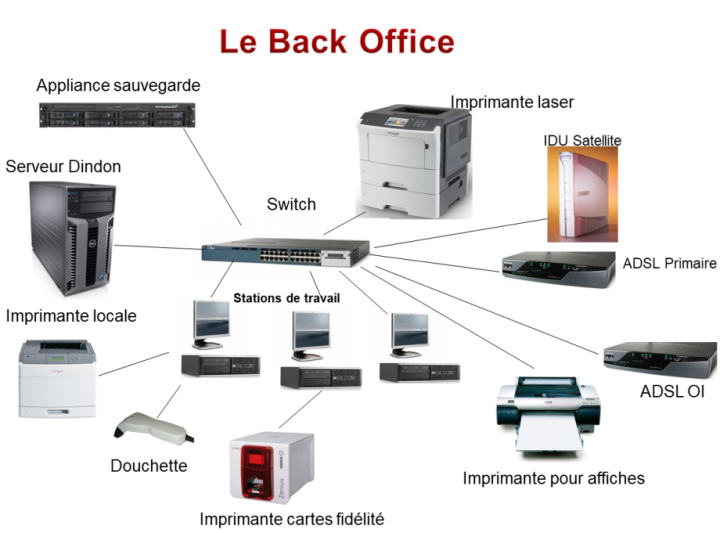 Le Back Office
Appliance sauvegarde
Imprimante laser
IDU Satellite
Serveur Dindon
Switch
ADSL Primaire
Stations de travail
Imprimante locale
ADSL OI
Douchette
Imprimante pour affiches
Imprimante cartes fidélité